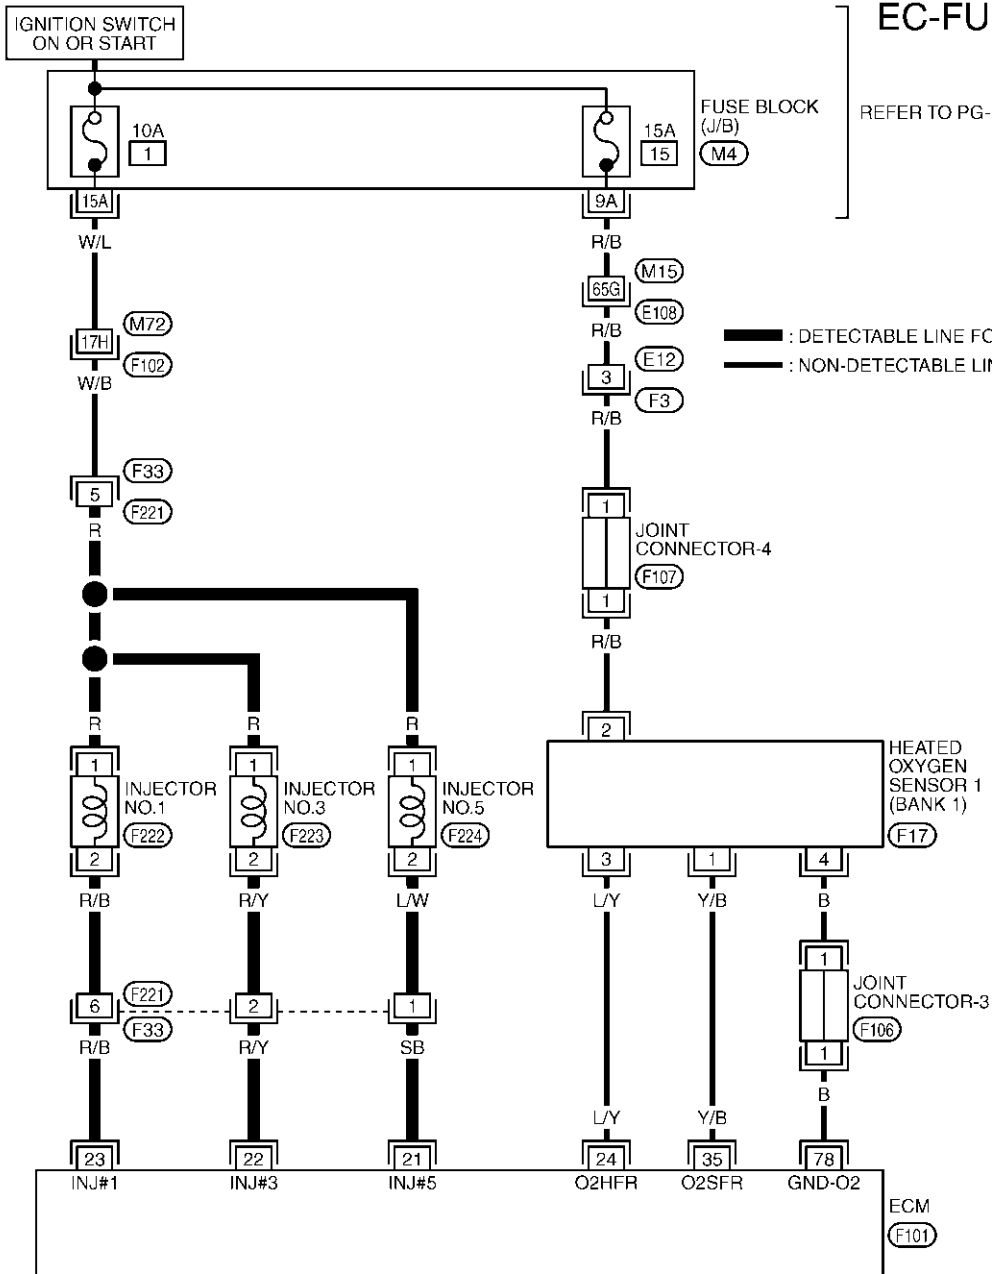 EC-FU
IGNITION SWITCH
ON OR START
REFER TO PG-
FUSE BLOCK
(J/B)
M4
10A
1
15A
15
15A
9A
W/L
R/B
M15
65G
E108
R/B
M72
17H
F102
W/B
: DETECTABLE LINE FO
: NON-DETECTABLE LIN
E12
3
F3
R/B
F33
5
F221
R
1
JOINT
CONNECTOR-4
F107
1
R/B
R
R
R
2
1
INJECTOR
NO.1
F222
2
1
INJECTOR
NO.3
F223
2
1
INJECTOR
NO.5
F224
2
HEATED
OXYGEN
SENSOR 1
(BANK 1)
F17
3
1
4
R/B
R/Y
L/W
L/Y
Y/B
B
F221
6
2
1
F33
1
JOINT
CONNECTOR-3
F106
1
R/B
R/Y
SB
B
L/Y
Y/B
23
22
21
24
35
78
INJ#1
INJ#3
INJ#5
O2HFR
O2SFR
GND-O2
ECM
F101